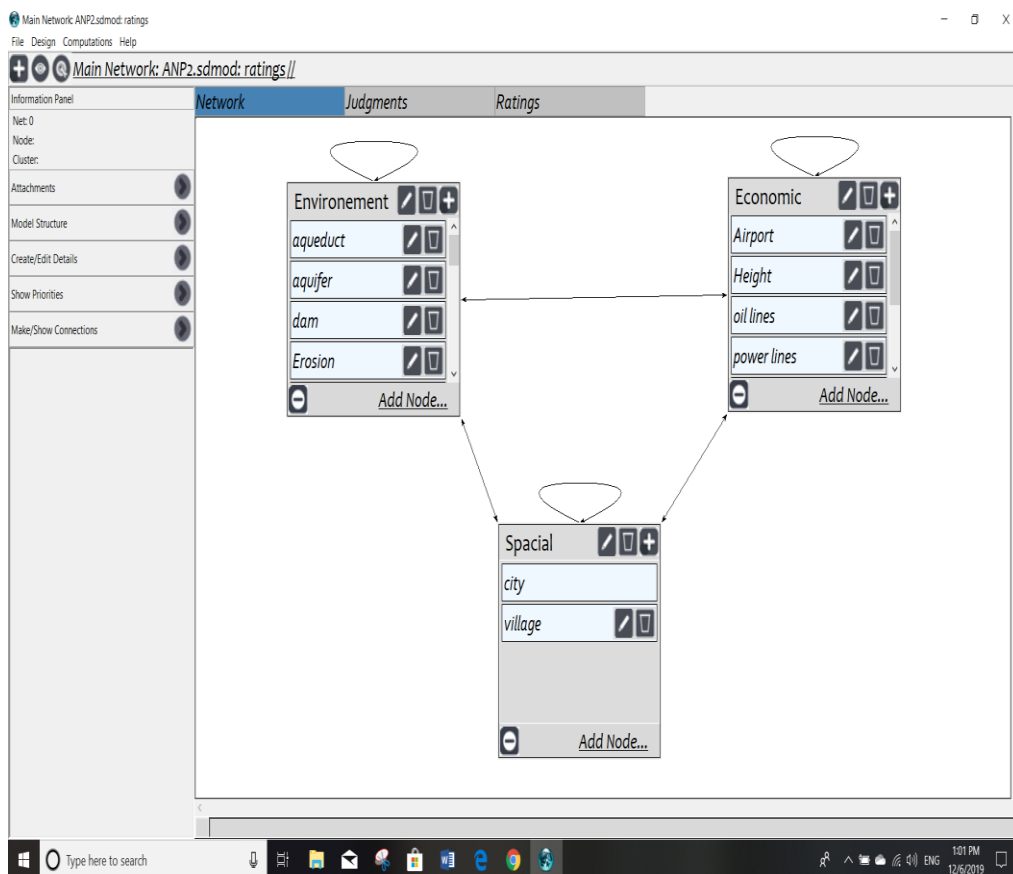 Main Network: ANP2.sdmod: ratings
File Design Computations Help
Main Network: ANP2.sdmod: ratings//
Information Panel
Net: 0
Node:
Cluster:
Attachments
Model Structure
Create/Edit Details
Show Priorities
Make/Show Connections
Network Judgments Ratings
Environement
aqueduct
aquifer
dam
Erosion
Add Node...
Economic
Airport
Height
oil lines
power lines
Add Node...
Spacial
city
village
Add Node...
Type here to search
ENG
1:01 PM
12/6/2019